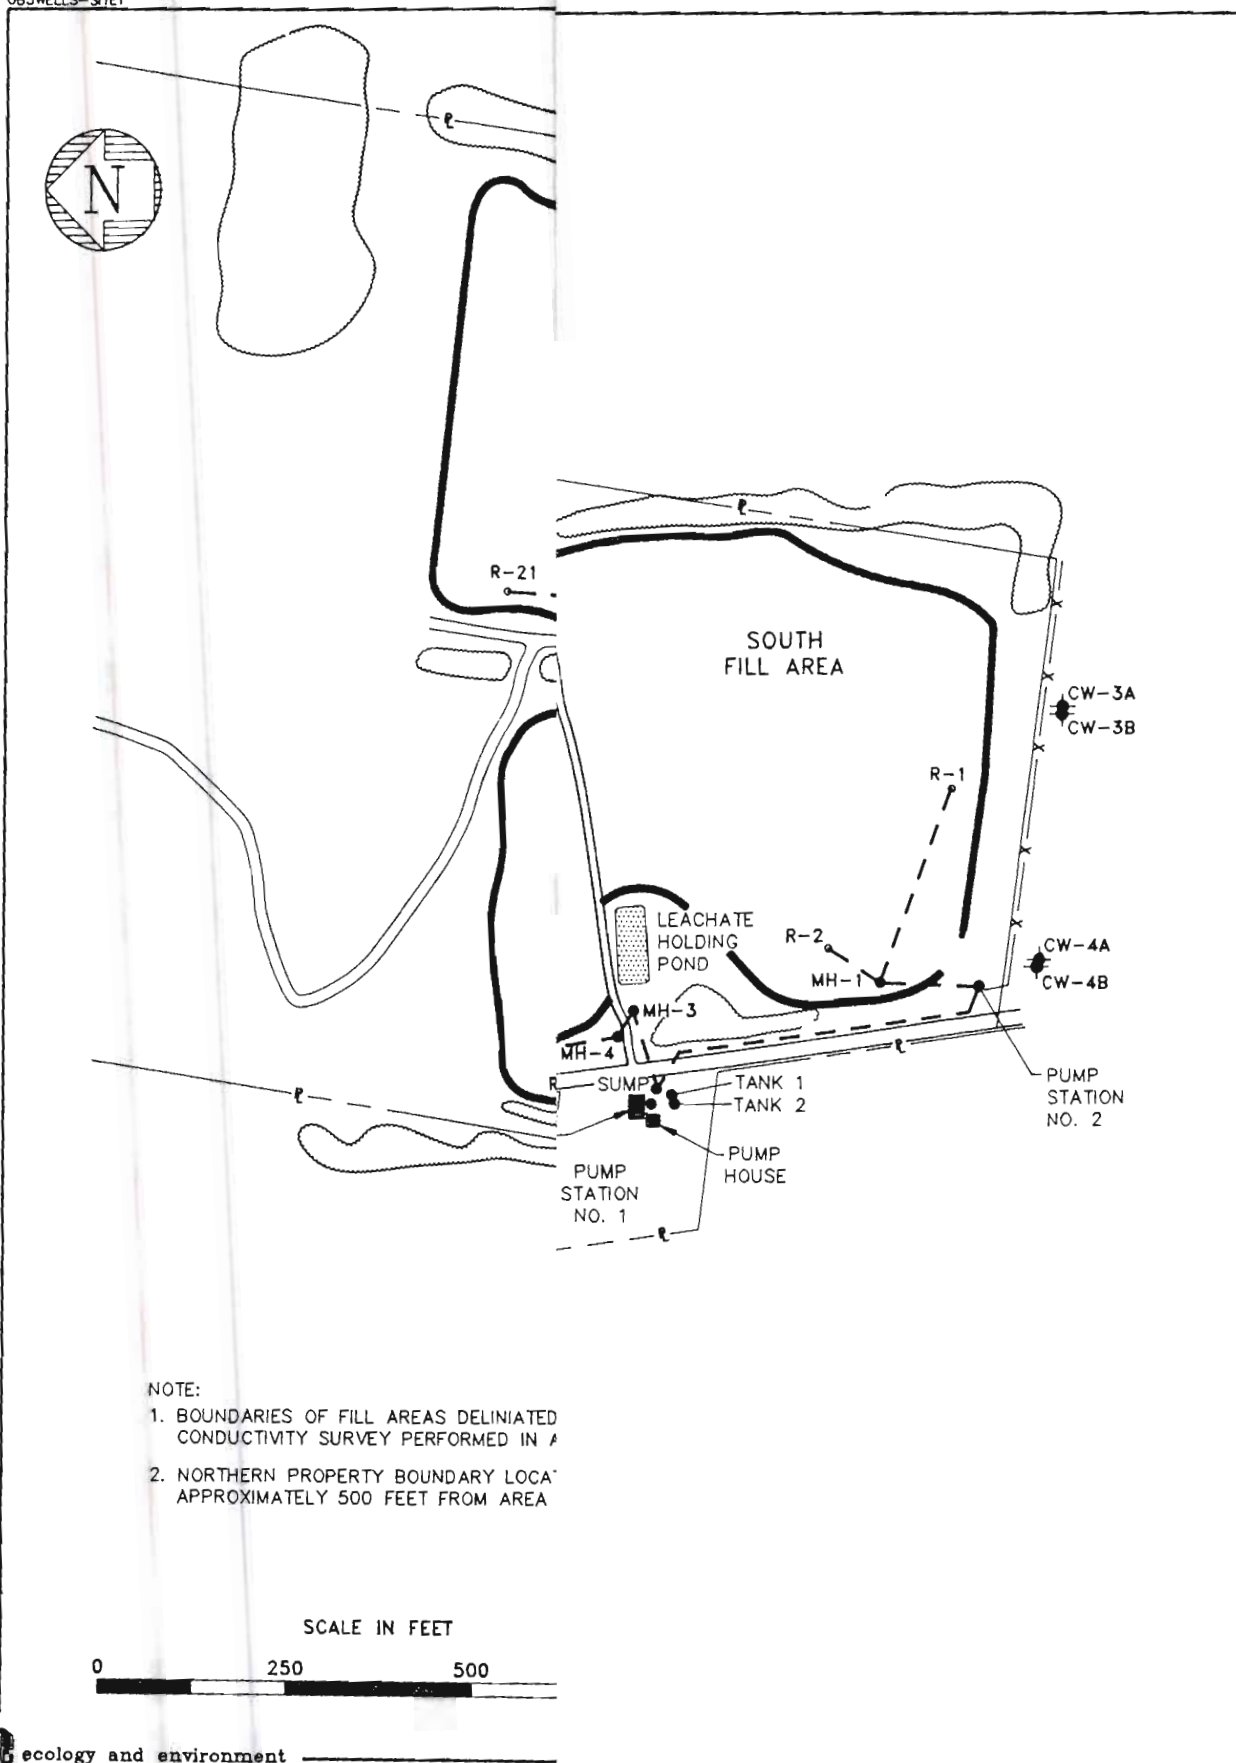 N
R-21
SOUTH
FILL AREA
CW-3A
CW-3B
R-1
LEACHATE
HOLDING
POND
R-2
MH-1
CW-4A
CW-4B
MH-3
MH-4
SUMP
TANK 1
TANK 2
PUMP
STATION
NO. 2
PUMP
HOUSE
PUMP
STATION
NO. 1
NOTE:
1. BOUNDARIES OF FILL AREAS DELINIATED
CONDUCTIVITY SURVEY PERFORMED IN
2. NORTHERN PROPERTY BOUNDARY
APPROXIMATELY 500 FEET FROM AREA
SCALE IN FEET
0 250 500
ecology and environment